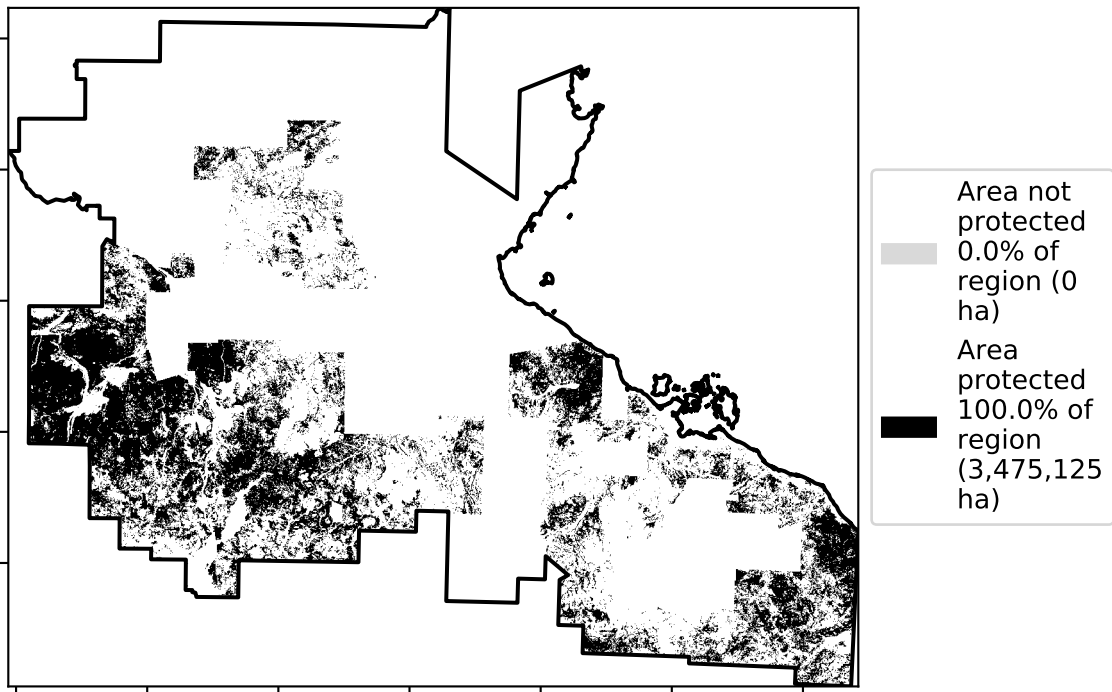 Area not
protected
0.0% of
region (0
ha)
Area
protected
100.0% of
region
(3,475,125
ha)